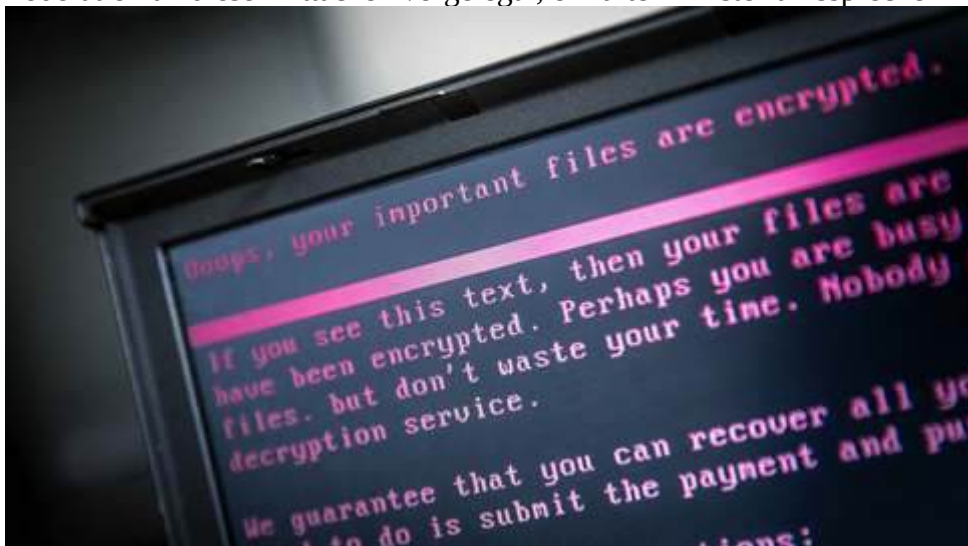 Ooops, your important files are encrypted.
If you see this text, then your files are
have been encrypted. Perhaps you are busy
files. but don't waste your time. Nobody
decryption service.
We guarantee that you can recover all
to do is submit the payment and